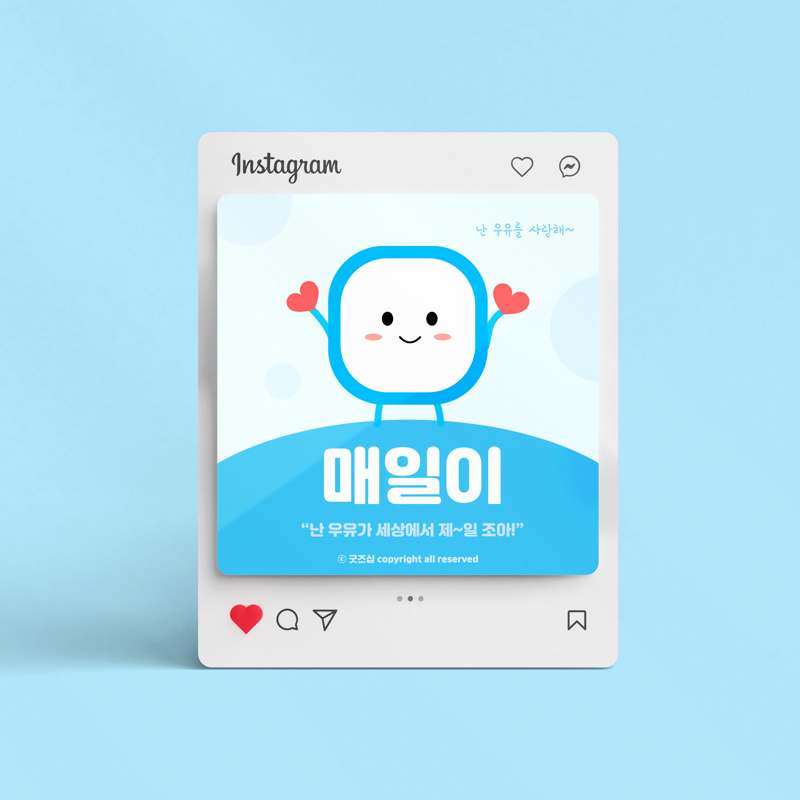 Instagram
난 우유를 사랑해~
매일이
“난 우유가 세상에서 제~일 조아!”
ⓒ 굿즈샵 copyright all reserved